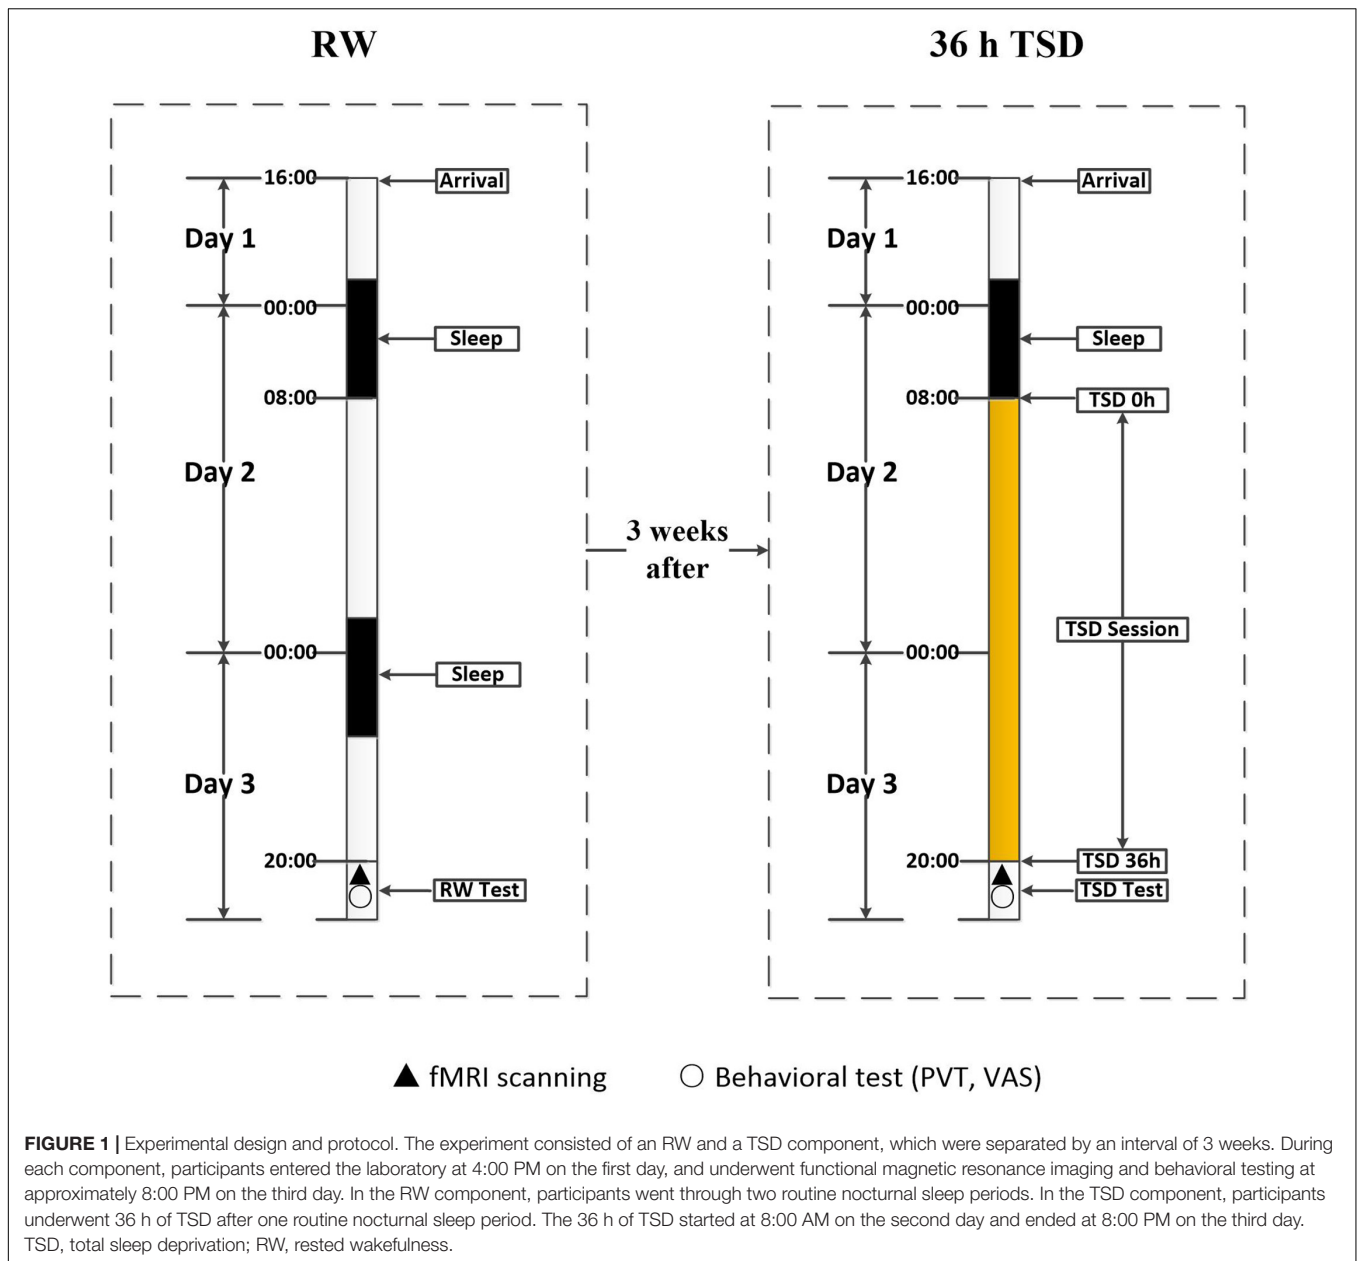 RW
16:00
Arrival
Day 1
00:00
Sleep
08:00
Day 2
00:00
Sleep
Day 3
20:00
RW Test
3 weeks
after
36 h TSD
16:00
Arrival
Day 1
00:00
Sleep
08:00
TSD 0h
Day 2
TSD Session
00:00
Day 3
20:00
TSD 36h
TSD Test
fMRI scanning
Behavioral test (PVT, VAS)
FIGURE 1 | Experimental design and protocol. The experiment consisted of an RW and a TSD component, which were separated by an interval of 3 weeks. During
each component, participants entered the laboratory at 4:00 PM on the first day, and underwent functional magnetic resonance imaging and behavioral testing at
approximately 8:00 PM on the third day. In the RW component, participants went through two routine nocturnal sleep periods. In the TSD component, participants
underwent 36 h of TSD after one routine nocturnal sleep period. The 36 h of TSD started at 8:00 AM on the second day and ended at 8:00 PM on the third day.
TSD, total sleep deprivation; RW, rested wakefulness.